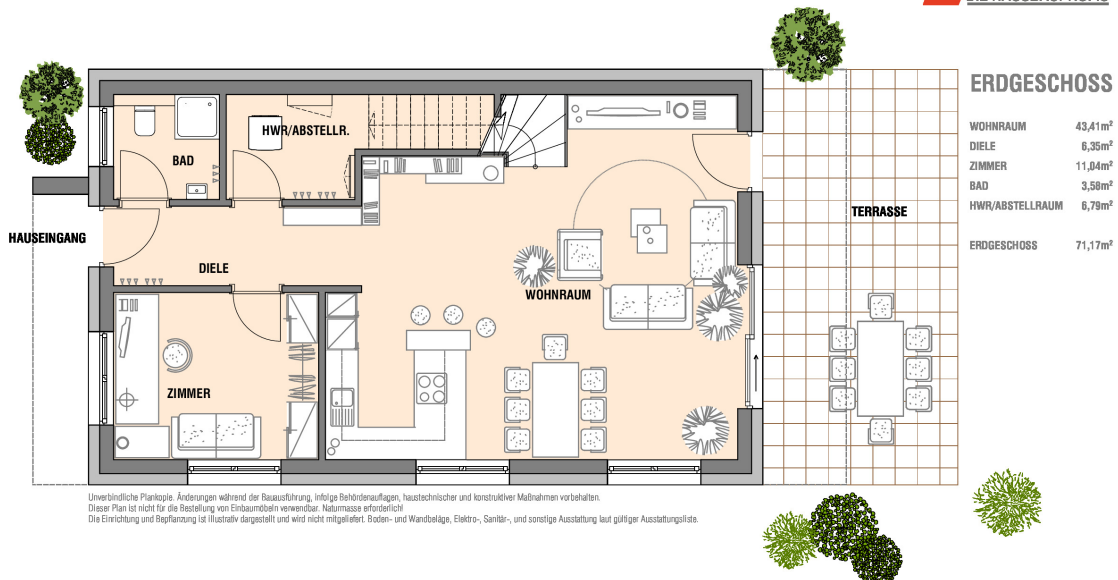 ERDGESCHOSS
WOHNRAUM 43,41m²
DIELE 6,35m²
ZIMMER 11,04m²
BAD 3,58m²
HWR/ABSTELLRAUM 6,79m²
ERDGESCHOSS 71,17m²
HWR/ABSTELLR.
BAD
TERRASSE
HAUSEINGANG
DIELE
WOHNRAUM
ZIMMER
Unverbindliche Plankopie. Änderungen während der Bauausführung, infolge Behördenauflagen, haustechnischer und konstruktiver Maßnahmen vorbehalten.
Dieser Plan ist nicht für die Bestellung von Einbaumöbeln verwendbar. Naturmasse erforderlich!
Die Einrichtung und Bepflanzung ist illustrativ dargestellt und wird nicht mitgeliefert. Boden- und Wandbeläge, Elektro-, Sanitär-, und sonstige Ausstattung laut gültiger Ausstattungsliste.